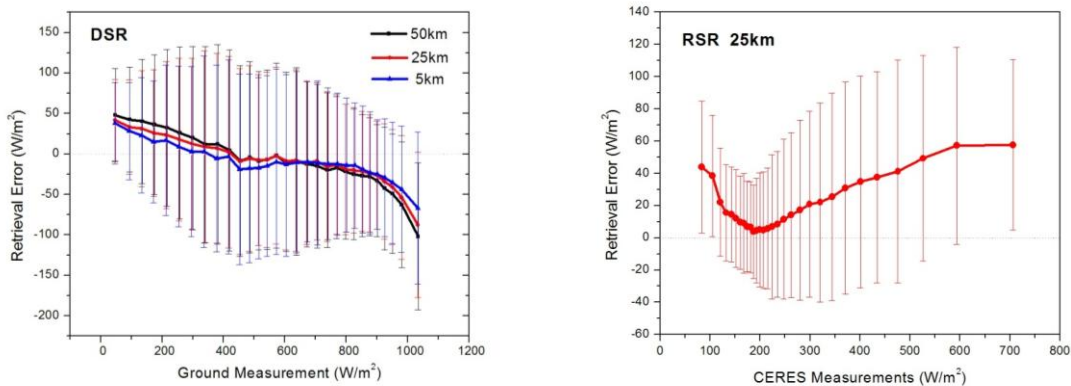 DSR
50km
25km
5km
Retrieval Error (W/m²)
150
100
50
0
-50
-100
-150
-200
0 200 400 600 800 1000 1200
Ground Measurement (W/m²)
RSR 25km
Retrieval Error (W/m²)
140
120
100
80
60
40
20
0
-20
-40
-60
0 100 200 300 400 500 600 700 800
CERES Measurements (W/m²)